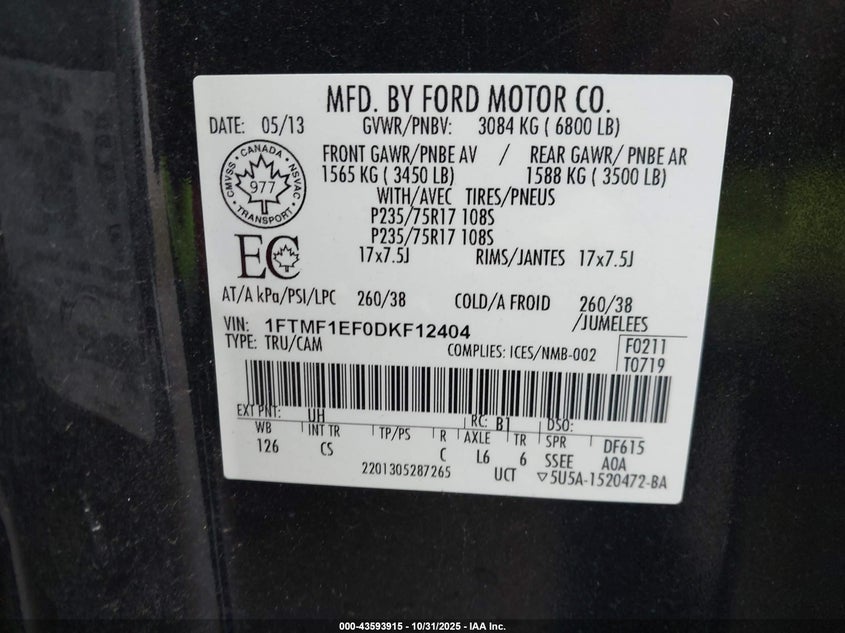 MFD. BY FORD MOTOR CO.
DATE: 05/13 GVWR/PNBV: 3084 KG ( 6800 LB)
FRONT GAWR/PNBE AV / REAR GAWR/ PNBE AR
1565 KG ( 3450 LB) 1588 KG ( 3500 LB)
CMVSS • CANADA • NSVAC • TRANSPORT •
977
WITH/AVEC TIRES/PNEUS
P235/75R17 108S
P235/75R17 108S
EC
17x7.5J RIMS/JANTES 17x7.5J
AT/A kPa/PSI/LPC 260/38 COLD/A FROID 260/38
/JUMELEES
VIN: 1FTMF1EF0DKF12404
TYPE: TRU/CAM COMPLIES: ICES/NMB-002
F0211
T0719
EXT PNT: UH RC: B1 DSO:
WB INT TR TP/PS R AXLE TR SPR DF615
126 CS C L6 6 SSEE A0A
2201305287265 UCT ▽5U5A-1520472-BA
000-43593915 - 10/31/2025 - IAA Inc.